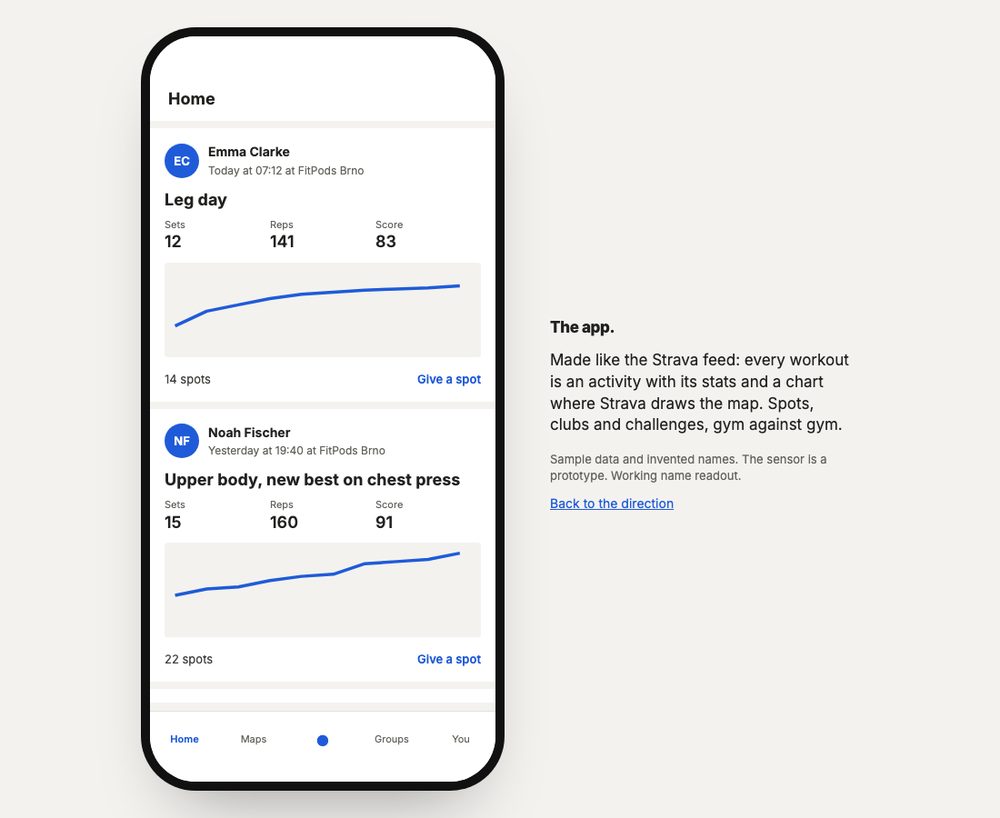 Home
EC
Emma Clarke
Today at 07:12 at FitPods Brno
Leg day
Sets Reps Score
12 141 83
14 spots Give a spot
NF
Noah Fischer
Yesterday at 19:40 at FitPods Brno
Upper body, new best on chest press
Sets Reps Score
15 160 91
22 spots Give a spot
Home Maps Groups You
The app.
Made like the Strava feed: every workout
is an activity with its stats and a chart
where Strava draws the map. Spots,
clubs and challenges, gym against gym.
Sample data and invented names. The sensor is a
prototype. Working name readout.
Back to the direction